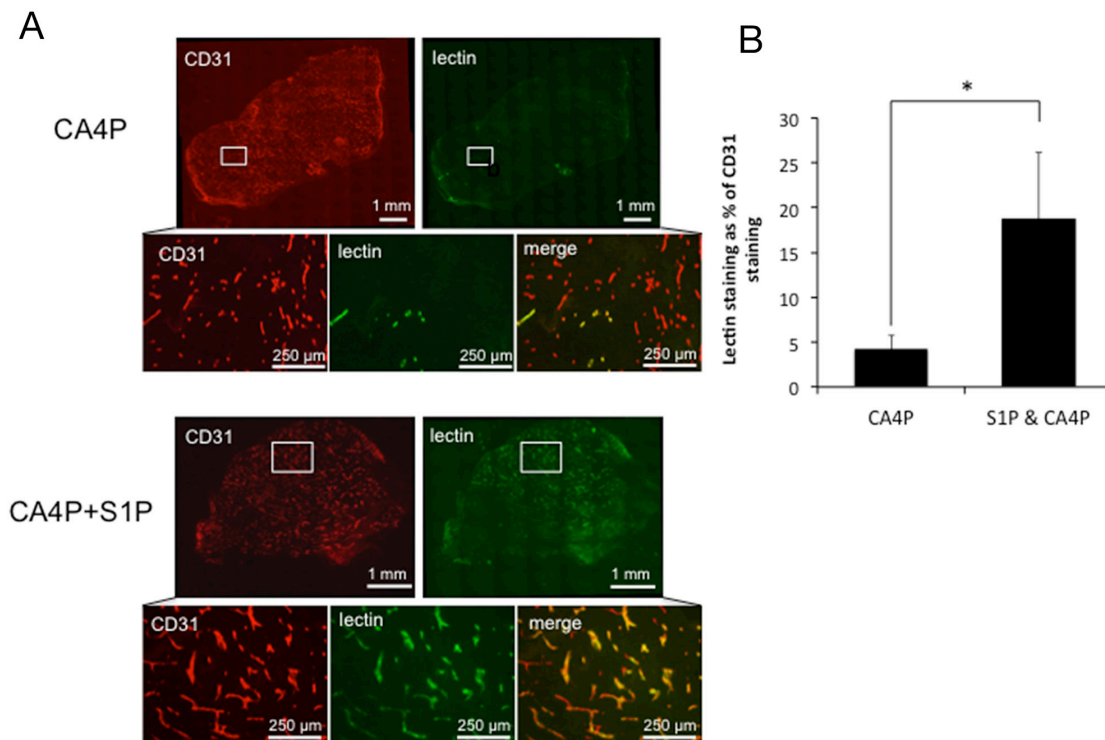 A
B
CA4P
CD31
lectin
b
1 mm
1 mm
CD31
lectin
merge
250 µm
250 µm
250 µm
CA4P+S1P
CD31
lectin
1 mm
1 mm
CD31
lectin
merge
250 µm
250 µm
250 µm
*
Lectin staining as % of CD31
staining
30
25
20
15
10
5
0
CA4P
S1P & CA4P